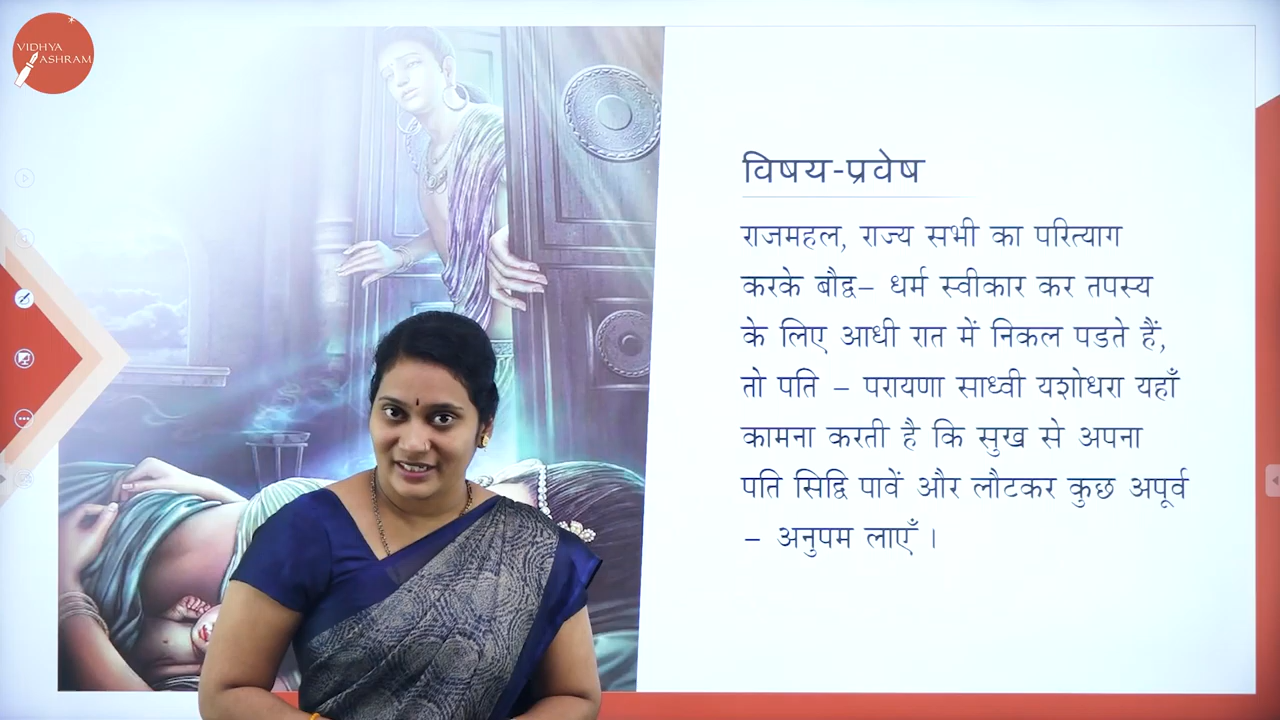 VIDHYA
ASHRAM
विषय-प्रवेष
राजमहल, राज्य सभी का परित्याग
करके बौद्व– धर्म स्वीकार कर तपस्य
के लिए आधी रात में निकल पडते हैं,
तो पति – परायणा साध्वी यशोधरा यहाँ
कामना करती है कि सुख से अपना
पति सिद्वि पावें और लौटकर कुछ अपूर्व
– अनुपम लाएँ ।